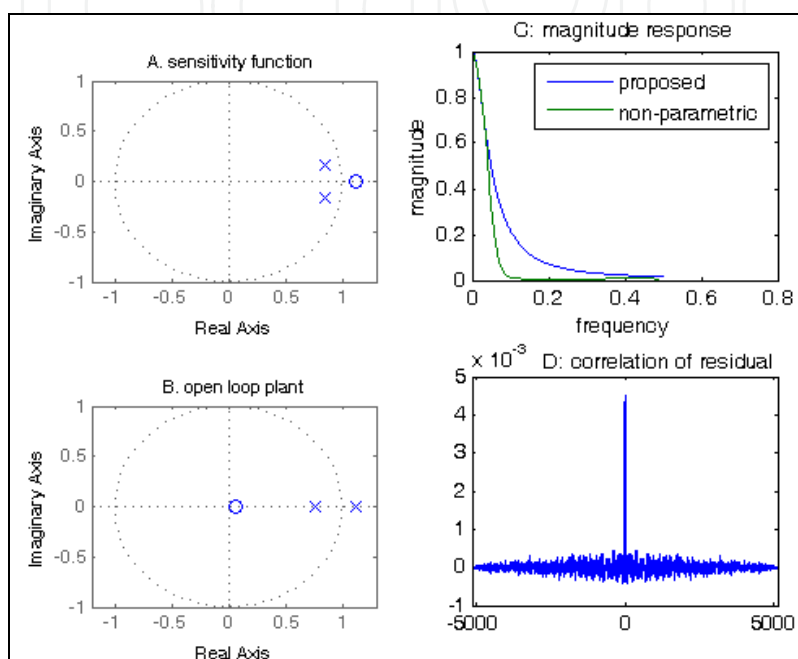 A. sensitivity function
1
0.5
0
-0.5
-1
-1 -0.5 0 0.5 1
Imaginary Axis
Real Axis
C: magnitude response
1
0.8
0.6
0.4
0.2
0
0 0.2 0.4 0.6 0.8
magnitude
frequency
proposed
non-parametric
B. open loop plant
1
0.5
0
-0.5
-1
-1 -0.5 0 0.5 1
Imaginary Axis
Real Axis
× 10⁻³ D: correlation of residual
5
4
3
2
1
0
-1
-5000 0 5000